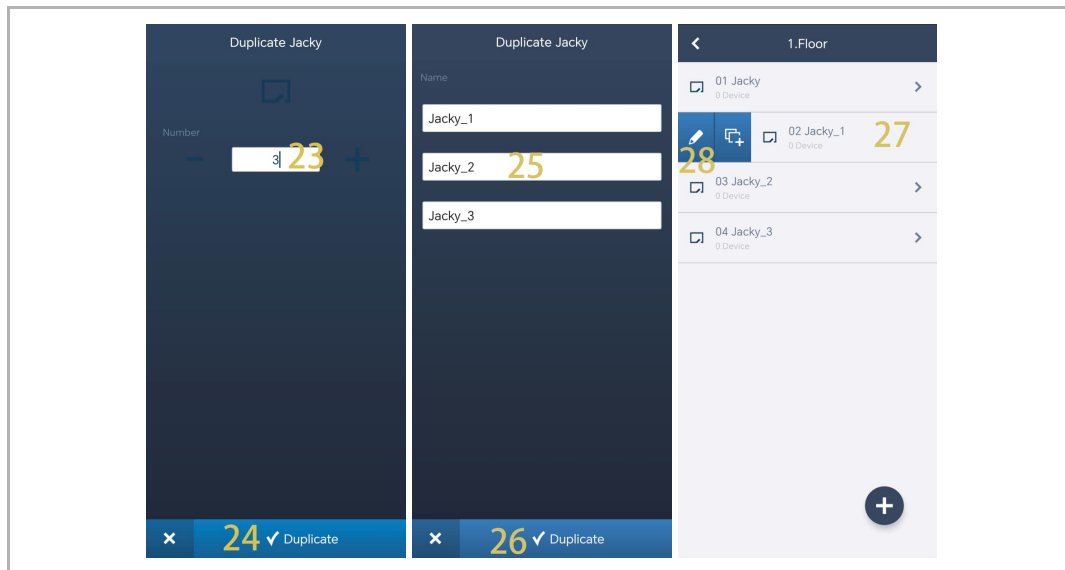 Duplicate Jacky
Number
3 23
24 Duplicate
Duplicate Jacky
Name
Jacky_1
Jacky_2 25
Jacky_3
26 Duplicate
1.Floor
01 Jacky
0 Device
28
02 Jacky_1 27
0 Device
03 Jacky_2
0 Device
04 Jacky_3
0 Device